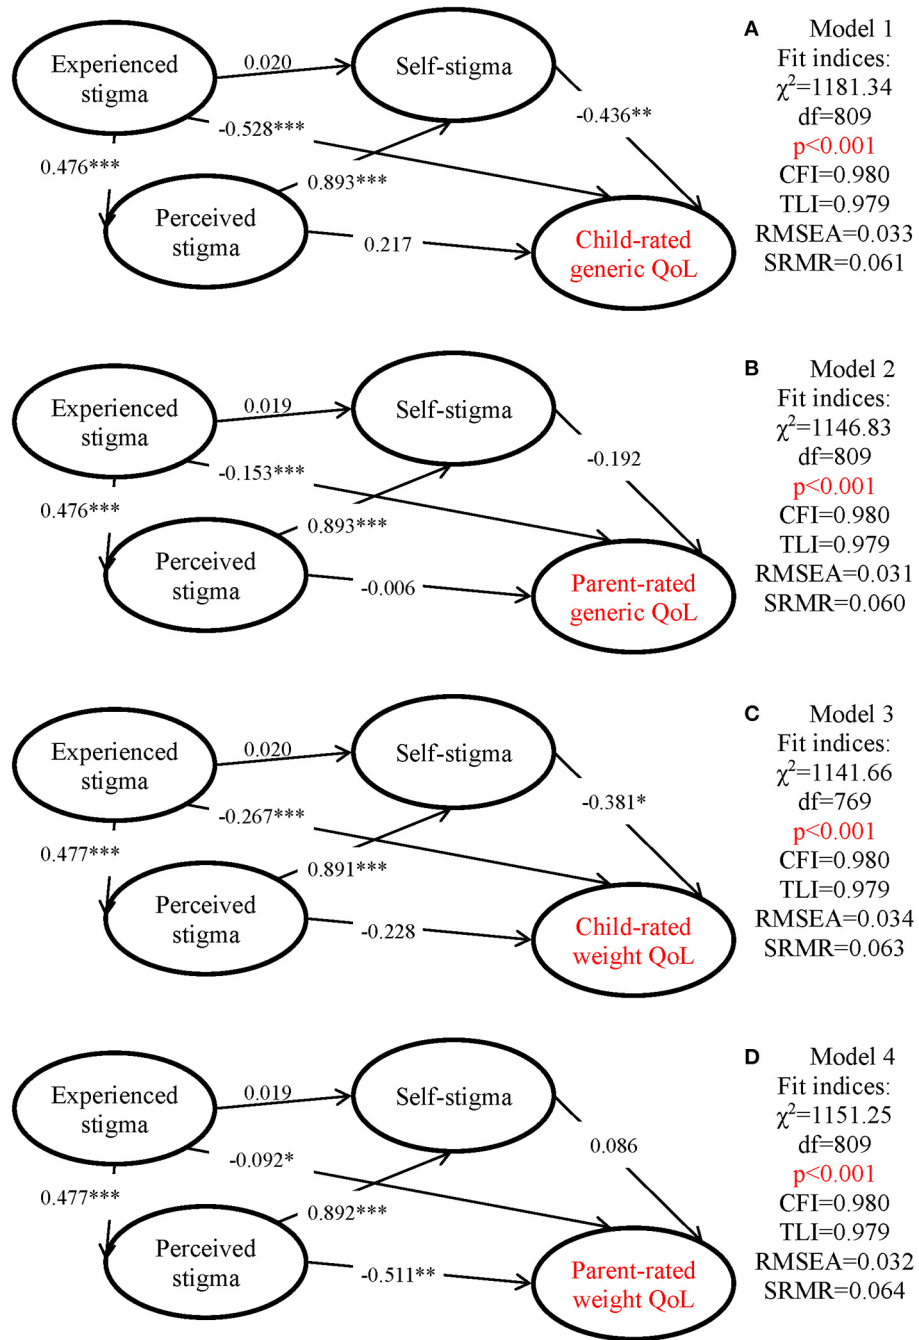 A Model 1
Fit indices:
χ²=1181.34
df=809
p<0.001
CFI=0.980
TLI=0.979
RMSEA=0.033
SRMR=0.061
Experienced
stigma
0.020
Self-stigma
-0.528***
-0.436**
0.476***
0.893***
Perceived
stigma
0.217
Child-rated
generic QoL
B Model 2
Fit indices:
χ²=1146.83
df=809
p<0.001
CFI=0.980
TLI=0.979
RMSEA=0.031
SRMR=0.060
Experienced
stigma
0.019
Self-stigma
-0.153***
-0.192
0.476***
0.893***
Perceived
stigma
-0.006
Parent-rated
generic QoL
C Model 3
Fit indices:
χ²=1141.66
df=769
p<0.001
CFI=0.980
TLI=0.979
RMSEA=0.034
SRMR=0.063
Experienced
stigma
0.020
Self-stigma
-0.267***
-0.381*
0.477***
0.891***
Perceived
stigma
-0.228
Child-rated
weight QoL
D Model 4
Fit indices:
χ²=1151.25
df=809
p<0.001
CFI=0.980
TLI=0.979
RMSEA=0.032
SRMR=0.064
Experienced
stigma
0.019
Self-stigma
-0.092*
0.086
0.477***
0.892***
Perceived
stigma
-0.511**
Parent-rated
weight QoL